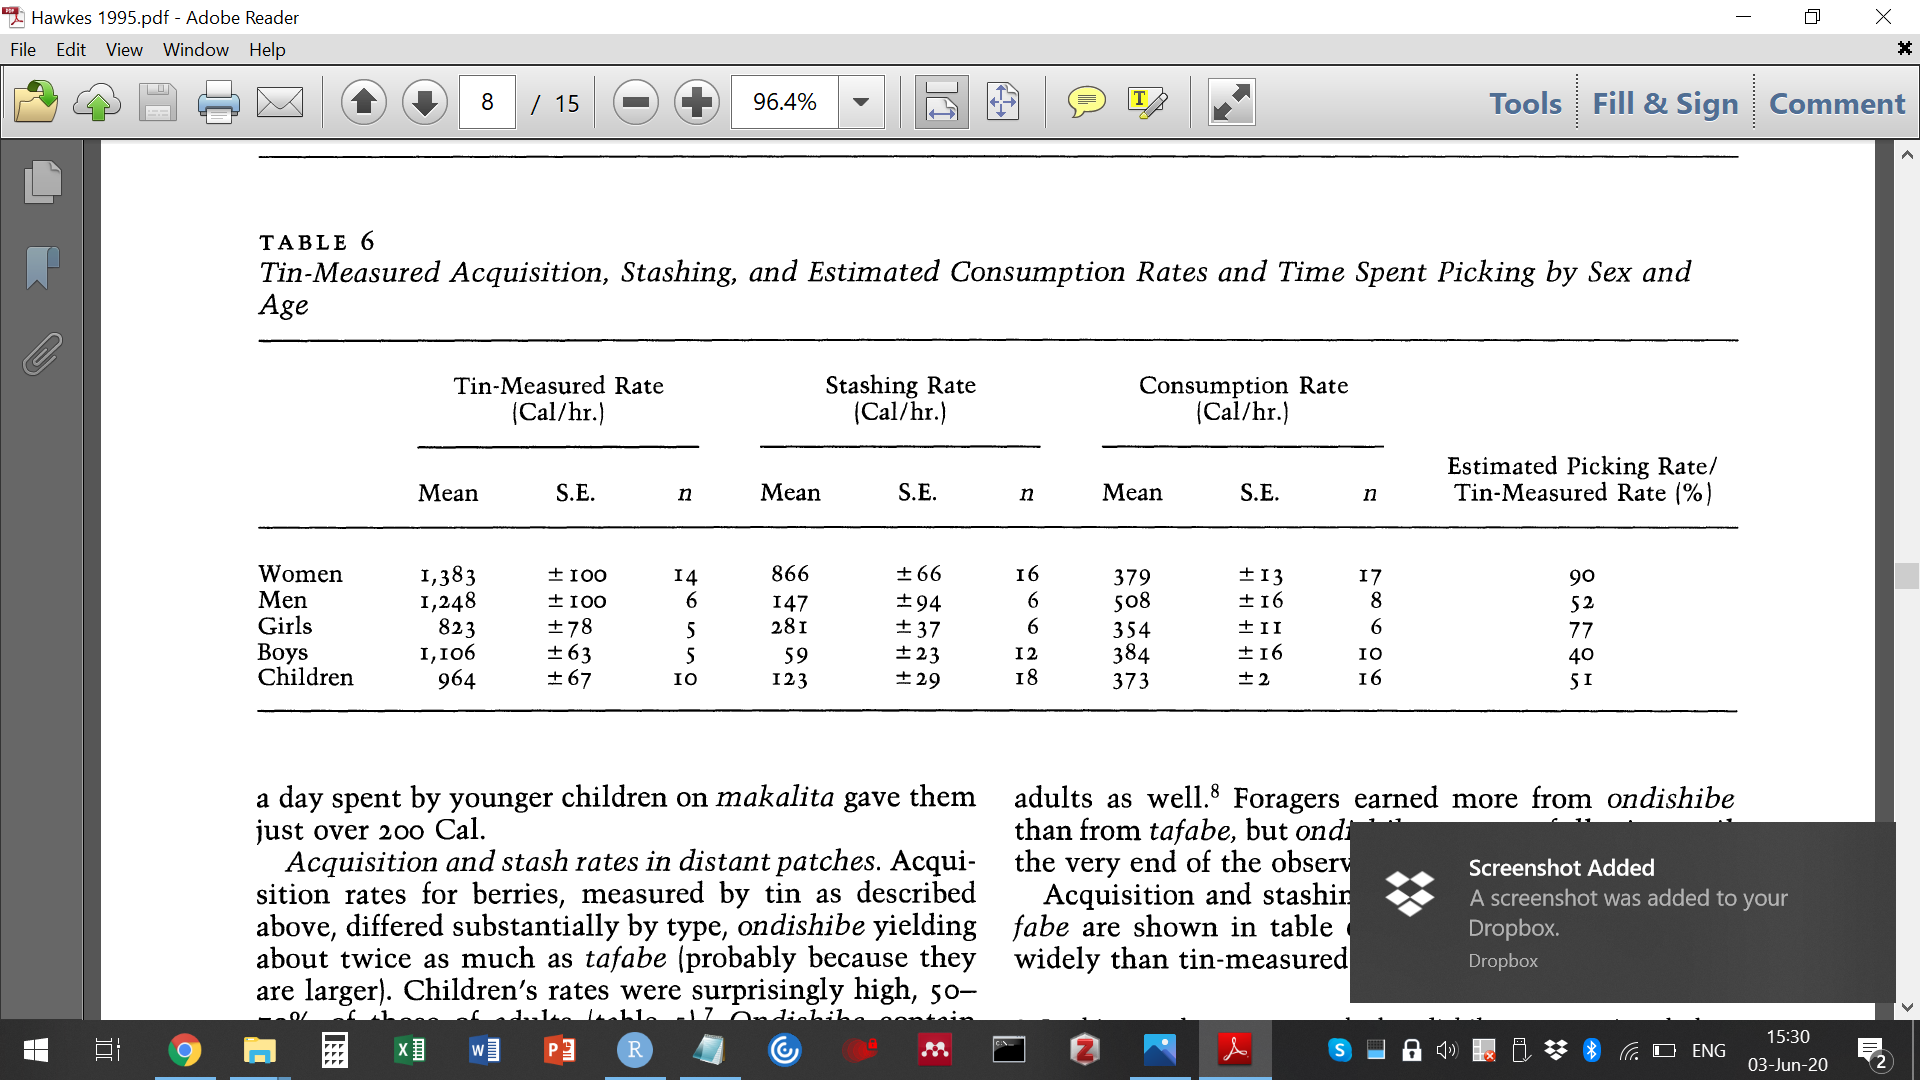 Hawkes 1995.pdf - Adobe Reader
File Edit View Window Help
8 / 15 96.4% Tools Fill & Sign Comment
TABLE 6
Tin-Measured Acquisition, Stashing, and Estimated Consumption Rates and Time Spent Picking by Sex and
Age
Tin-Measured Rate Stashing Rate Consumption Rate
(Cal/hr.) (Cal/hr.) (Cal/hr.)
Estimated Picking Rate/
Mean S.E. n Mean S.E. n Mean S.E. n Tin-Measured Rate (%)
Women 1,383 ±100 14 866 ±66 16 379 ±13 17 90
Men 1,248 ±100 6 147 ±94 6 508 ±16 8 52
Girls 823 ±78 5 281 ±37 6 354 ±11 6 77
Boys 1,106 ±63 5 59 ±23 12 384 ±16 10 40
Children 964 ±67 10 123 ±29 18 373 ±2 16 51
a day spent by younger children on makalita gave them
just over 200 Cal.
Acquisition and stash rates in distant patches. Acqui-
sition rates for berries, measured by tin as described
above, differed substantially by type, ondishibe yielding
about twice as much as tafabe (probably because they
are larger). Children's rates were surprisingly high, 50–
adults as well.8 Foragers earned more from ondishibe
than from tafabe, but
the very end of the
Acquisition and
fabe are shown in table
widely than tin-measured
Screenshot Added
A screenshot was added to your
Dropbox.
Dropbox
ENG
15:30
03-Jun-20
2